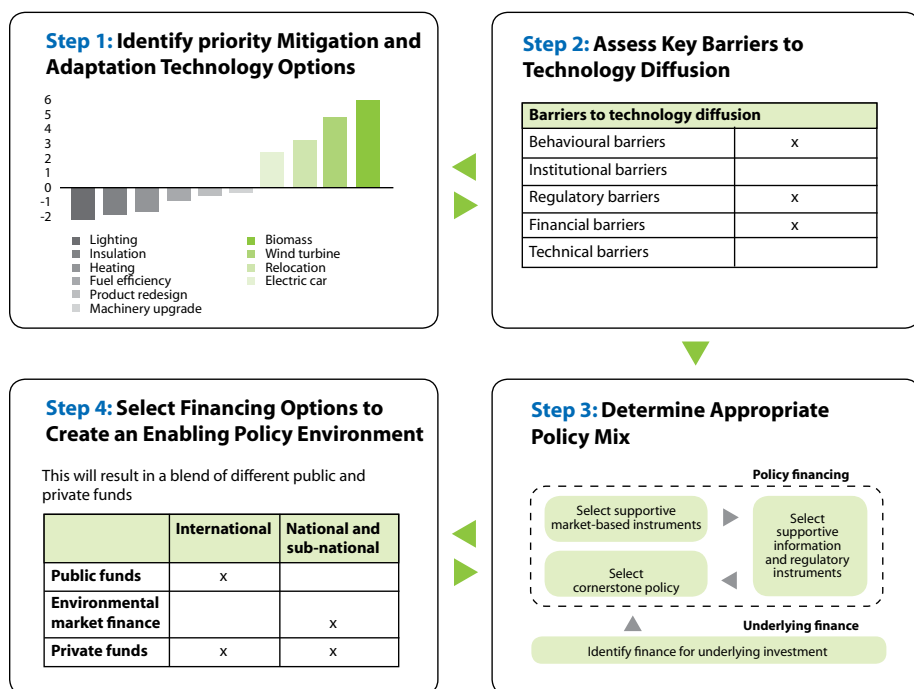 Step 1: Identify priority Mitigation and
Adaptation Technology Options
6
5
4
3
2
1
0
-1
-2
Lighting
Insulation
Heating
Fuel efficiency
Product redesign
Machinery upgrade
Biomass
Wind turbine
Relocation
Electric car
Step 2: Assess Key Barriers to
Technology Diffusion
Barriers to technology diffusion
Behavioural barriers x
Institutional barriers
Regulatory barriers x
Financial barriers x
Technical barriers
Step 4: Select Financing Options to
Create an Enabling Policy Environment
This will result in a blend of different public and
private funds
International National and
sub-national
Public funds x
Environmental
market finance x
Private funds x x
Step 3: Determine Appropriate
Policy Mix
Policy financing
Select supportive
market-based instruments
Select
supportive
information
and regulatory
instruments
Select
cornerstone policy
Underlying finance
Identify finance for underlying investment